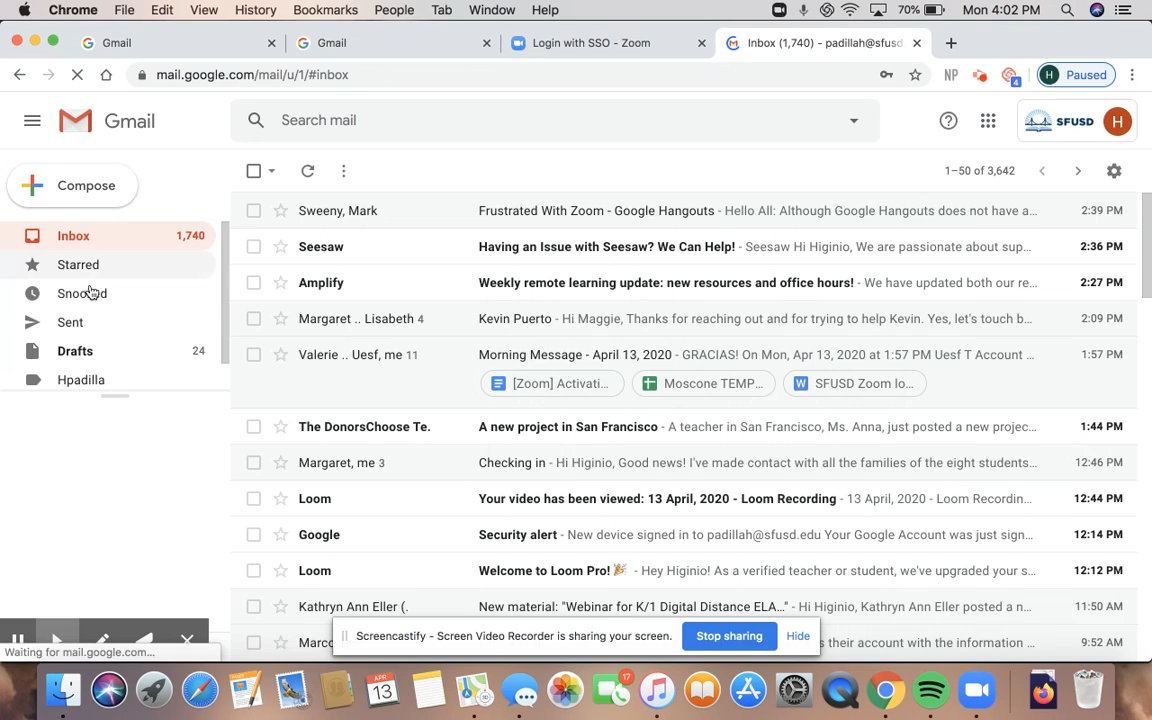 Chrome File Edit View History Bookmarks People Tab Window Help 70% Mon 4:02 PM
Gmail Gmail Login with SSO - Zoom Inbox (1,740) - padillah@sfusd
mail.google.com/mail/u/1/#inbox NP 4 H Paused
Gmail Search mail SFUSD H
Compose 1–50 of 3,642
Sweeny, Mark Frustrated With Zoom - Google Hangouts - Hello All: Although Google Hangouts does not have a... 2:39 PM
Inbox 1,740
Seesaw Having an Issue with Seesaw? We Can Help! - Seesaw Hi Higinio, We are passionate about sup... 2:36 PM
Starred
Amplify Weekly remote learning update: new resources and office hours! - We have updated both our re... 2:27 PM
Snoozed
Margaret .. Lisabeth 4 Kevin Puerto - Hi Maggie, Thanks for reaching out and for trying to help Kevin. Yes, let's touch b... 2:09 PM
Sent
Valerie .. Uesf, me 11 Morning Message - April 13, 2020 - GRACIAS! On Mon, Apr 13, 2020 at 1:57 PM Uesf T Account ... 1:57 PM
Drafts 24
Hpadilla [Zoom] Activati... Moscone TEMP... W SFUSD Zoom lo...
The DonorsChoose Te. A new project in San Francisco - A teacher in San Francisco, Ms. Anna, just posted a new projec... 1:44 PM
Margaret, me 3 Checking in - Hi Higinio, Good news! I've made contact with all the families of the eight students... 12:46 PM
Loom Your video has been viewed: 13 April, 2020 - Loom Recording - 13 April, 2020 - Loom Recordin... 12:44 PM
Google Security alert - New device signed in to padillah@sfusd.edu Your Google Account was just sign... 12:14 PM
Loom Welcome to Loom Pro! - Hey Higinio! As a verified teacher or student, we've upgraded your s... 12:12 PM
Kathryn Ann Eller (. New material: "Webinar for K/1 Digital Distance ELA..." - Hi Higinio, Kathryn Ann Eller posted a n... 11:50 AM
Screencastify - Screen Video Recorder is sharing your screen. Stop sharing Hide
s their account with the information ... 9:52 AM
Waiting for mail.google.com...
APR 13 17